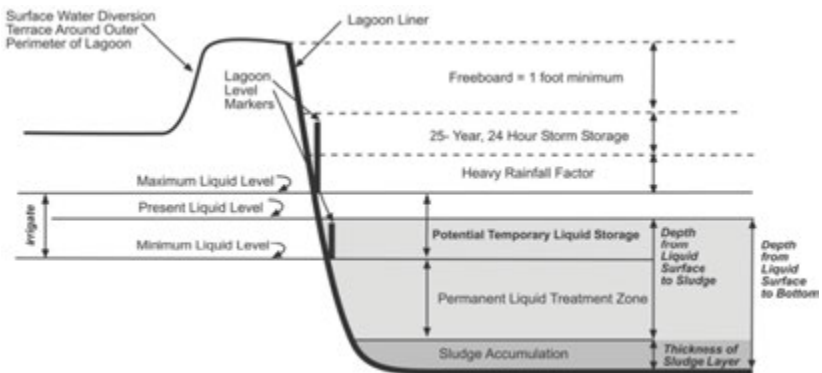 Surface Water Diversion
Terrace Around Outer
Perimeter of Lagoon
Lagoon Liner
Lagoon
Level
Markers
Freeboard = 1 foot minimum
25- Year, 24 Hour Storm Storage
Heavy Rainfall Factor
Maximum Liquid Level
Present Liquid Level
Minimum Liquid Level
Irrigate
Potential Temporary Liquid Storage
Depth
from
Liquid
Surface
to Sludge
Depth
from
Liquid
Surface
to Bottom
Permanent Liquid Treatment Zone
Sludge Accumulation
Thickness of
Sludge Layer